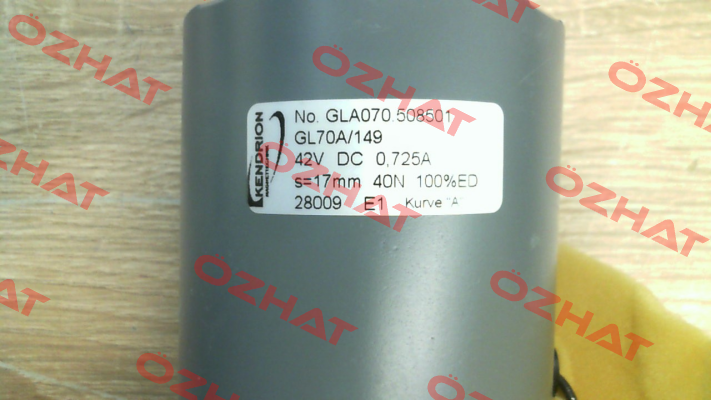 KENDRION
No. GLA070.508501
GL70A/149
42V DC 0,725A
s=17mm 40N 100%ED
28009 E1 Kurve "A"
ÖZHAT
ÖZHAT
ÖZHAT
ÖZHAT
ÖZHAT
ÖZHAT
ÖZHAT
ÖZHAT
ÖZHAT